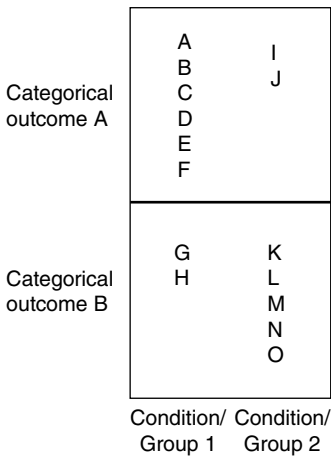 Categorical
outcome A
A
B
C
D
E
F
I
J
Categorical
outcome B
G
H
K
L
M
N
O
Condition/
Group 1
Condition/
Group 2